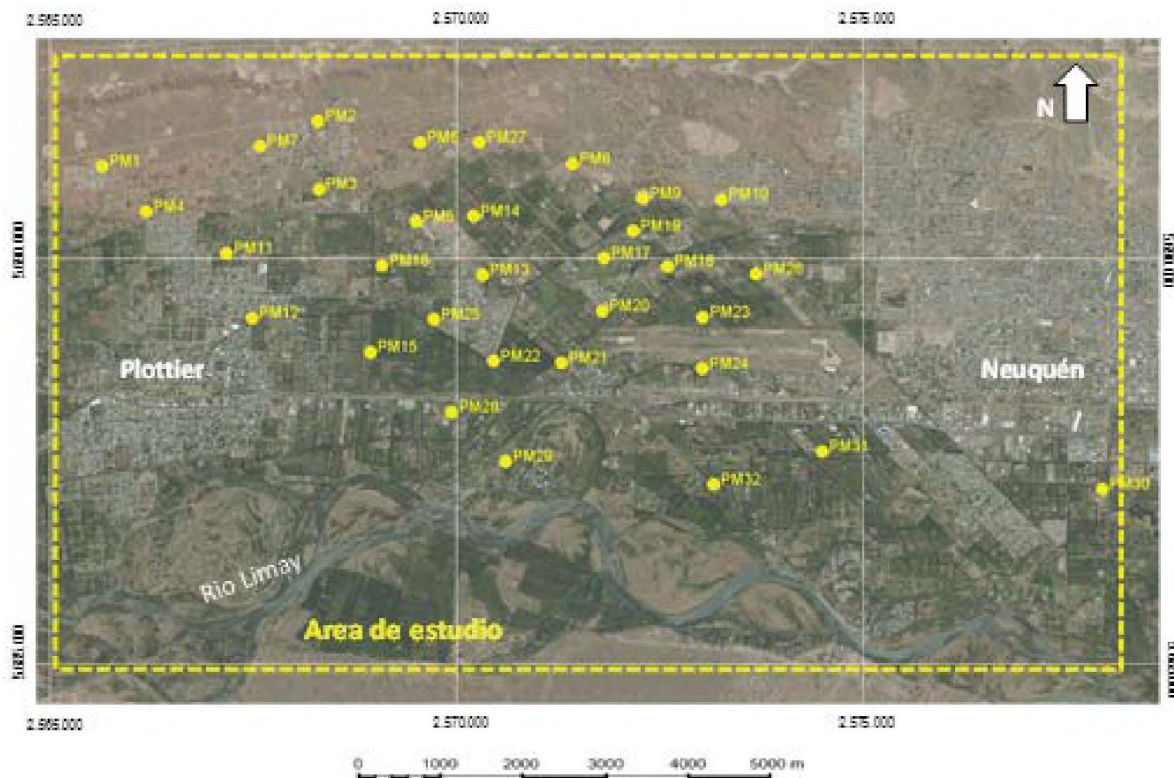 2.565.000 2.570.000 2.575.000
N
PM2
PM7
PM6
PM27
PM1
PM8
PM3
PM9
PM10
PM4
PM5
PM14
PM19
PM11
PM16
PM17
PM18
PM13
PM26
PM12
PM25
PM20
PM23
PM15
PM22
PM21
PM24
Plottier
Neuquén
PM28
PM29
PM31
PM32
PM30
Rio Limay
Area de estudio
2.565.000 2.570.000 2.575.000
0 1000 2000 3000 4000 5000 m